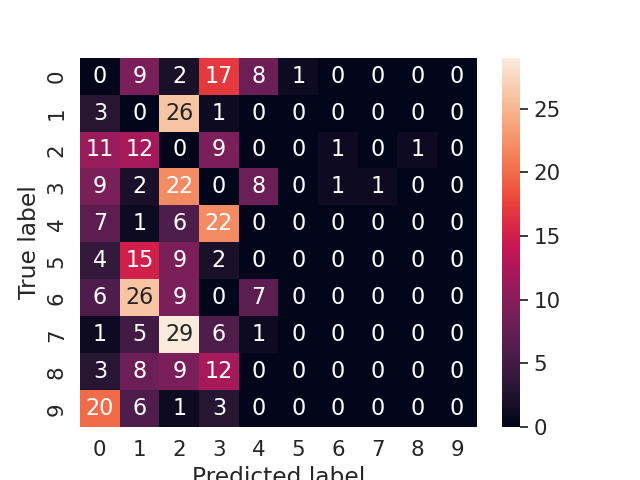 0 0 9 2 17 8 1 0 0 0 0
1 3 0 26 1 0 0 0 0 0 0
2 11 12 0 9 0 0 1 0 1 0
3 9 2 22 0 8 0 1 1 0 0
4 7 1 6 22 0 0 0 0 0 0
5 4 15 9 2 0 0 0 0 0 0
6 6 26 9 0 7 0 0 0 0 0
7 1 5 29 6 1 0 0 0 0 0
8 3 8 9 12 0 0 0 0 0 0
9 20 6 1 3 0 0 0 0 0 0
0 1 2 3 4 5 6 7 8 9
Predicted label
True label
25
20
15
10
5
0